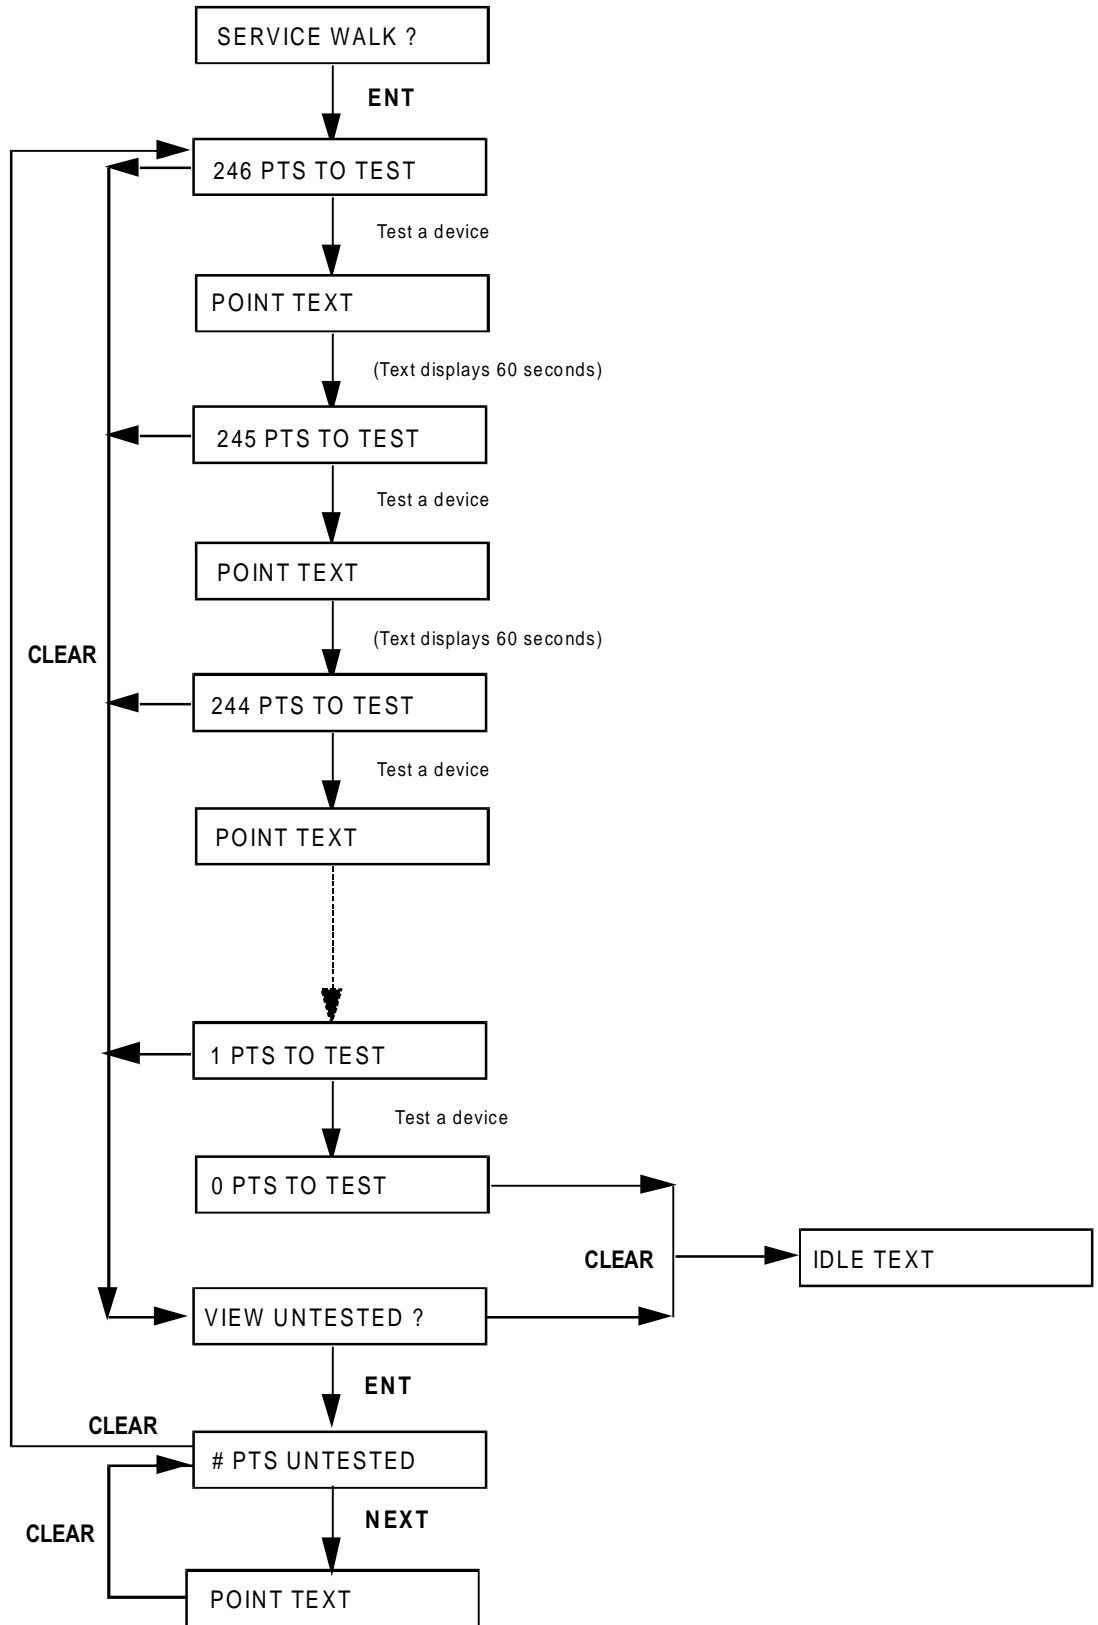 SERVICE WALK ?
ENT
246 PTS TO TEST
Test a device
POINT TEXT
(Text displays 60 seconds)
245 PTS TO TEST
Test a device
POINT TEXT
(Text displays 60 seconds)
CLEAR
244 PTS TO TEST
Test a device
POINT TEXT
1 PTS TO TEST
Test a device
0 PTS TO TEST
CLEAR
IDLE TEXT
VIEW UNTESTED ?
ENT
CLEAR
# PTS UNTESTED
NEXT
CLEAR
POINT TEXT